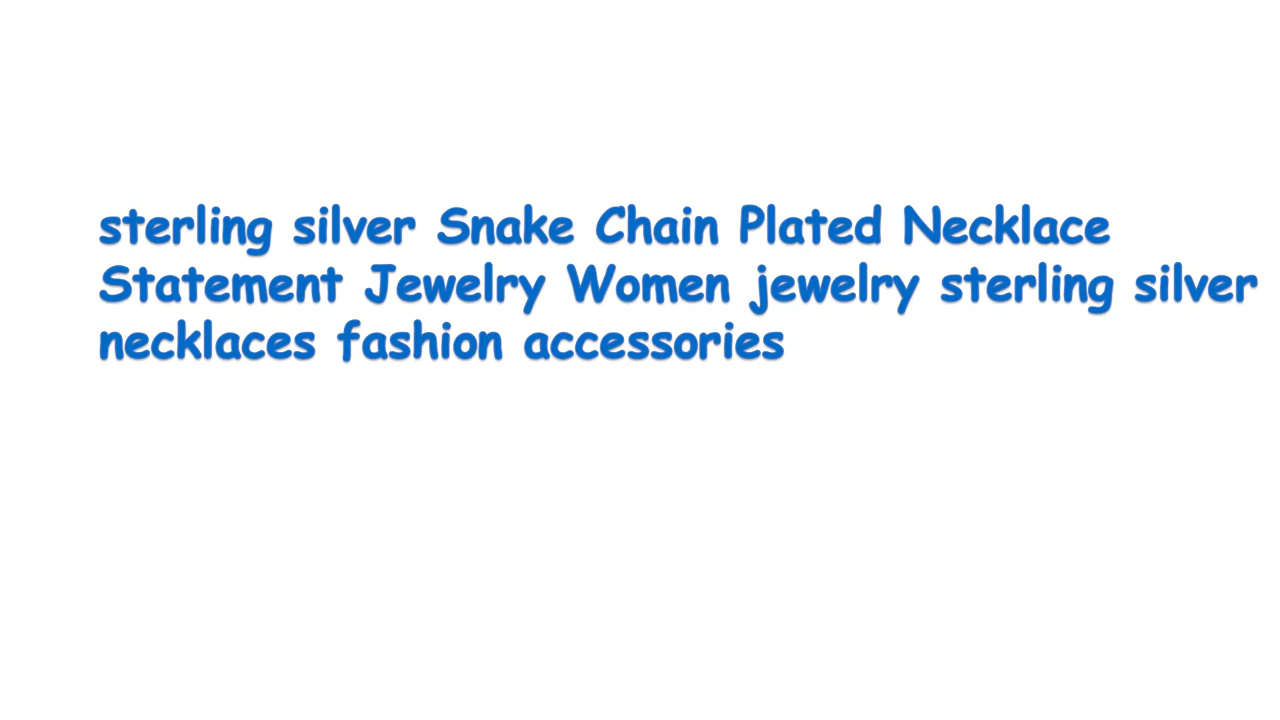 sterling silver Snake Chain Plated Necklace
Statement Jewelry Women jewelry sterling silver
necklaces fashion accessories